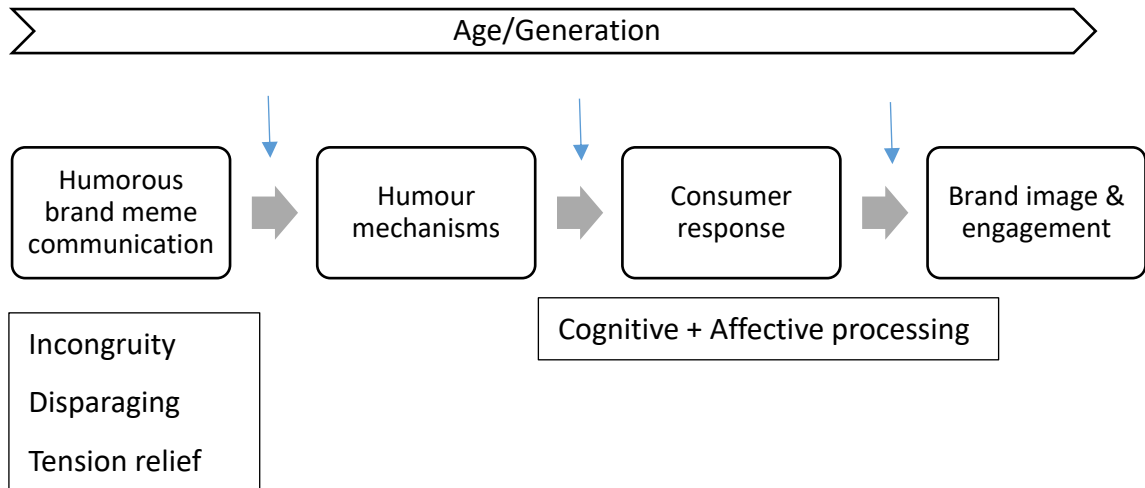 Age/Generation
Humorous
brand meme
communication
Humour
mechanisms
Consumer
response
Brand image &
engagement
Incongruity
Disparaging
Tension relief
Cognitive + Affective processing